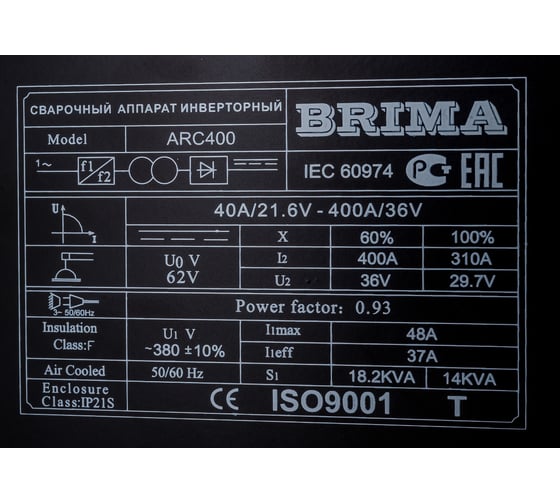 СВАРОЧНЫЙ АППАРАТ ИНВЕРТОРНЫЙ
BRIMA
Model ARC400
1~ f1 f2
IEC 60974 РСТ ЕАС
U I
40A/21.6V - 400A/36V
U0 V 62V
X 60% 100%
I2 400A 310A
U2 36V 29.7V
3~ 50/60Hz
Power factor: 0.93
Insulation Class:F
U1 V ~380 ±10%
I1max 48A
I1eff 37A
Air Cooled 50/60 Hz
S1 18.2KVA 14KVA
Enclosure Class:IP21S
CE ISO9001 T